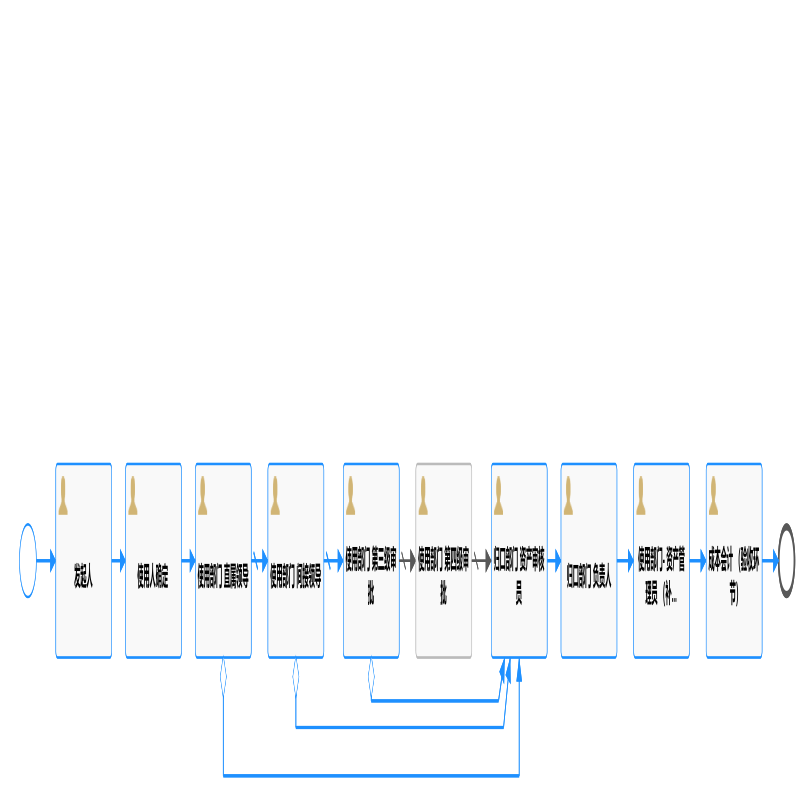 发起人
使用人确定
使用部门 直属领导
使用部门 间接领导
使用部门 第三级审
批
使用部门 第四级审
批
归口部门 资产审核
员
归口部门 负责人
使用部门- 资产管
理员（补...
成本会计（验收环
节）